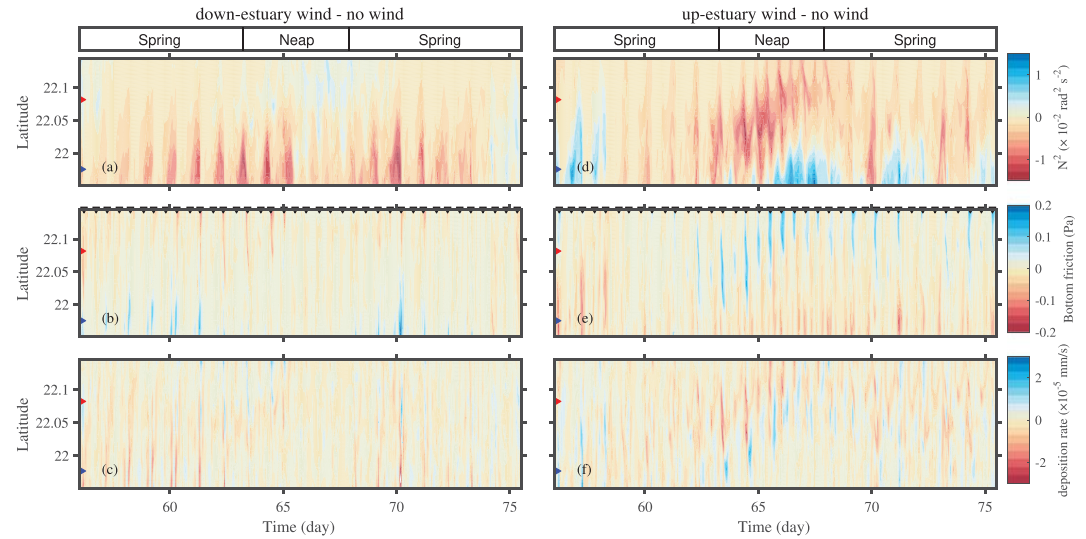 down-estuary wind - no wind
up-estuary wind - no wind
Spring
Neap
Spring
Spring
Neap
Spring
Latitude
22.1
22.05
22
(a)
(d)
1
0
-1
N² (× 10⁻² rad² s⁻²)
Latitude
22.1
22.05
22
(b)
(e)
0.2
0.1
0
-0.1
-0.2
Bottom friction (Pa)
Latitude
22.1
22.05
22
(c)
(f)
2
0
-2
deposition rate (×10⁻⁵ mm/s)
60
65
70
75
60
65
70
75
Time (day)
Time (day)